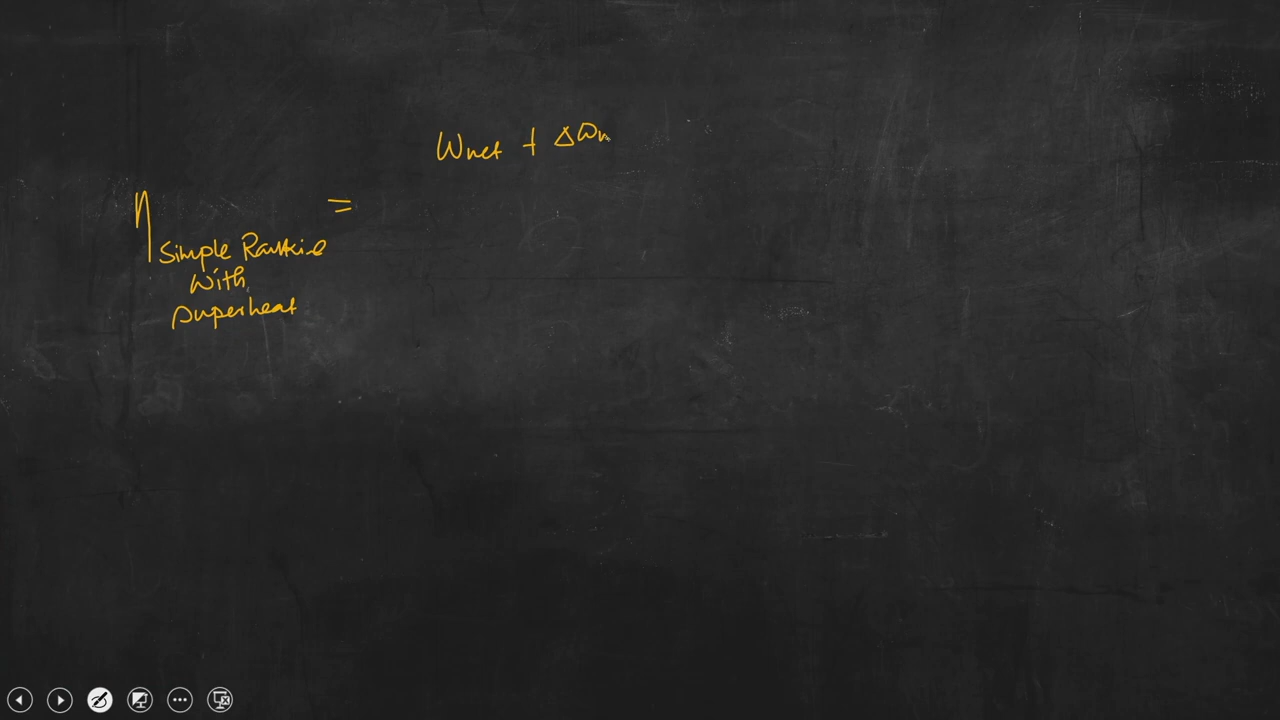 Wnet + ΔWn
η =
Simple Rankine
With
superheat